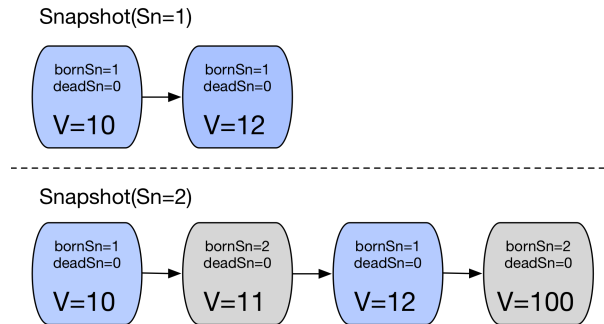 Snapshot(Sn=1)
bornSn=1
deadSn=0
V=10
bornSn=1
deadSn=0
V=12
Snapshot(Sn=2)
bornSn=1
deadSn=0
V=10
bornSn=2
deadSn=0
V=11
bornSn=1
deadSn=0
V=12
bornSn=2
deadSn=0
V=100